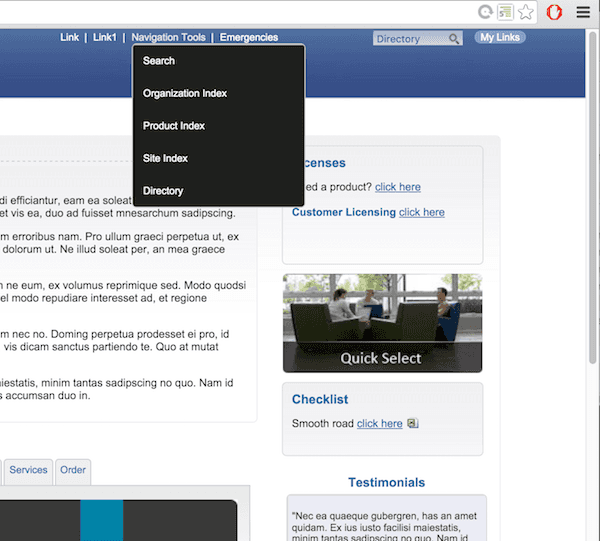 Link | Link1 | Navigation Tools | Emergencies
Directory
My Links
Search
Organization Index
Product Index
Site Index
Directory
di efficiantur, eam ea soleat
et vis ea, duo ad fuisset mnesarchum sadipscing.
m erroribus nam. Pro ullum graeci perpetua ut, ex
dolorum ut. Ne illud soleat per, an mea graece
n ne eum, ex volumus reprimique sed. Modo quodsi
el modo repudiare interesset ad, et regione
m nec no. Doming perpetua prodesset ei pro, id
vis dicam sanctus partiendo te. Quo at mutat
aiestatis, minim tantas sadipscing no quo. Nam id
s accumsan duo in.
censes
ed a product? click here
Customer Licensing click here
Quick Select
Checklist
Smooth road click here
Services
Order
Testimonials
"Nec ea quaeque gubergren, has an amet
quidam. Ex ius iusto facilisi maiestatis,
minim tantas sadipscing no quo. Nam id